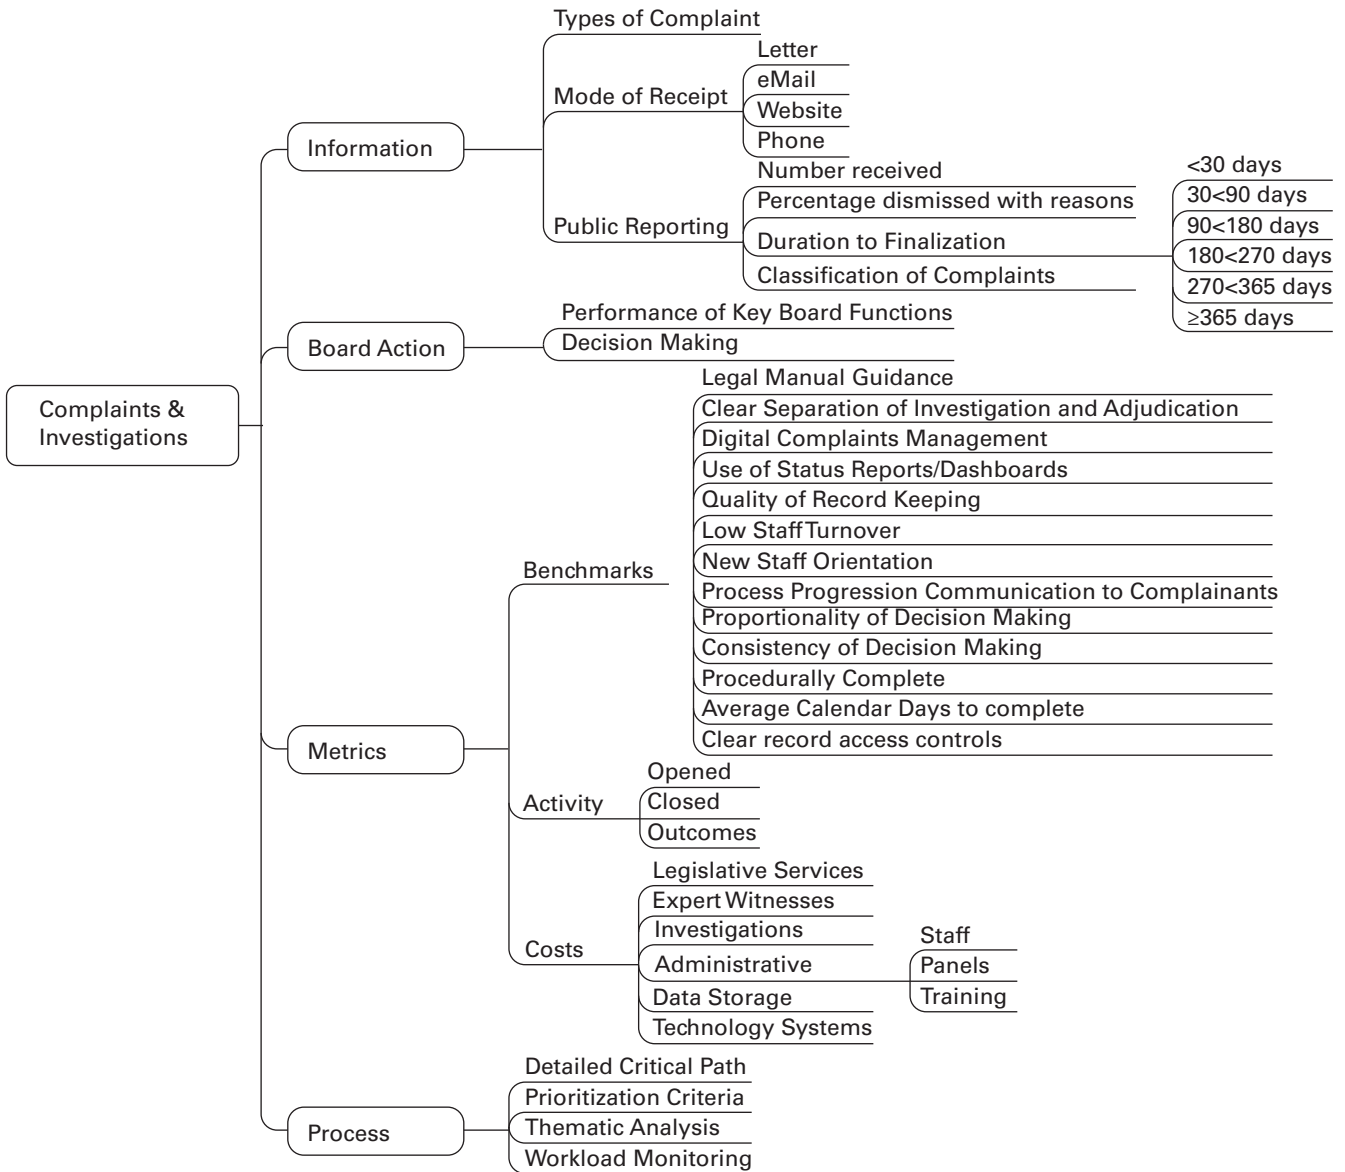 Complaints &
Investigations
Information
Types of Complaint
Mode of Receipt
Letter
eMail
Website
Phone
Public Reporting
Number received
Percentage dismissed with reasons
Duration to Finalization
<30 days
30<90 days
90<180 days
180<270 days
270<365 days
≥365 days
Classification of Complaints
Board Action
Performance of Key Board Functions
Decision Making
Metrics
Benchmarks
Legal Manual Guidance
Clear Separation of Investigation and Adjudication
Digital Complaints Management
Use of Status Reports/Dashboards
Quality of Record Keeping
Low Staff Turnover
New Staff Orientation
Process Progression Communication to Complainants
Proportionality of Decision Making
Consistency of Decision Making
Procedurally Complete
Average Calendar Days to complete
Clear record access controls
Activity
Opened
Closed
Outcomes
Costs
Legislative Services
Expert Witnesses
Investigations
Administrative
Staff
Panels
Training
Data Storage
Technology Systems
Process
Detailed Critical Path
Prioritization Criteria
Thematic Analysis
Workload Monitoring